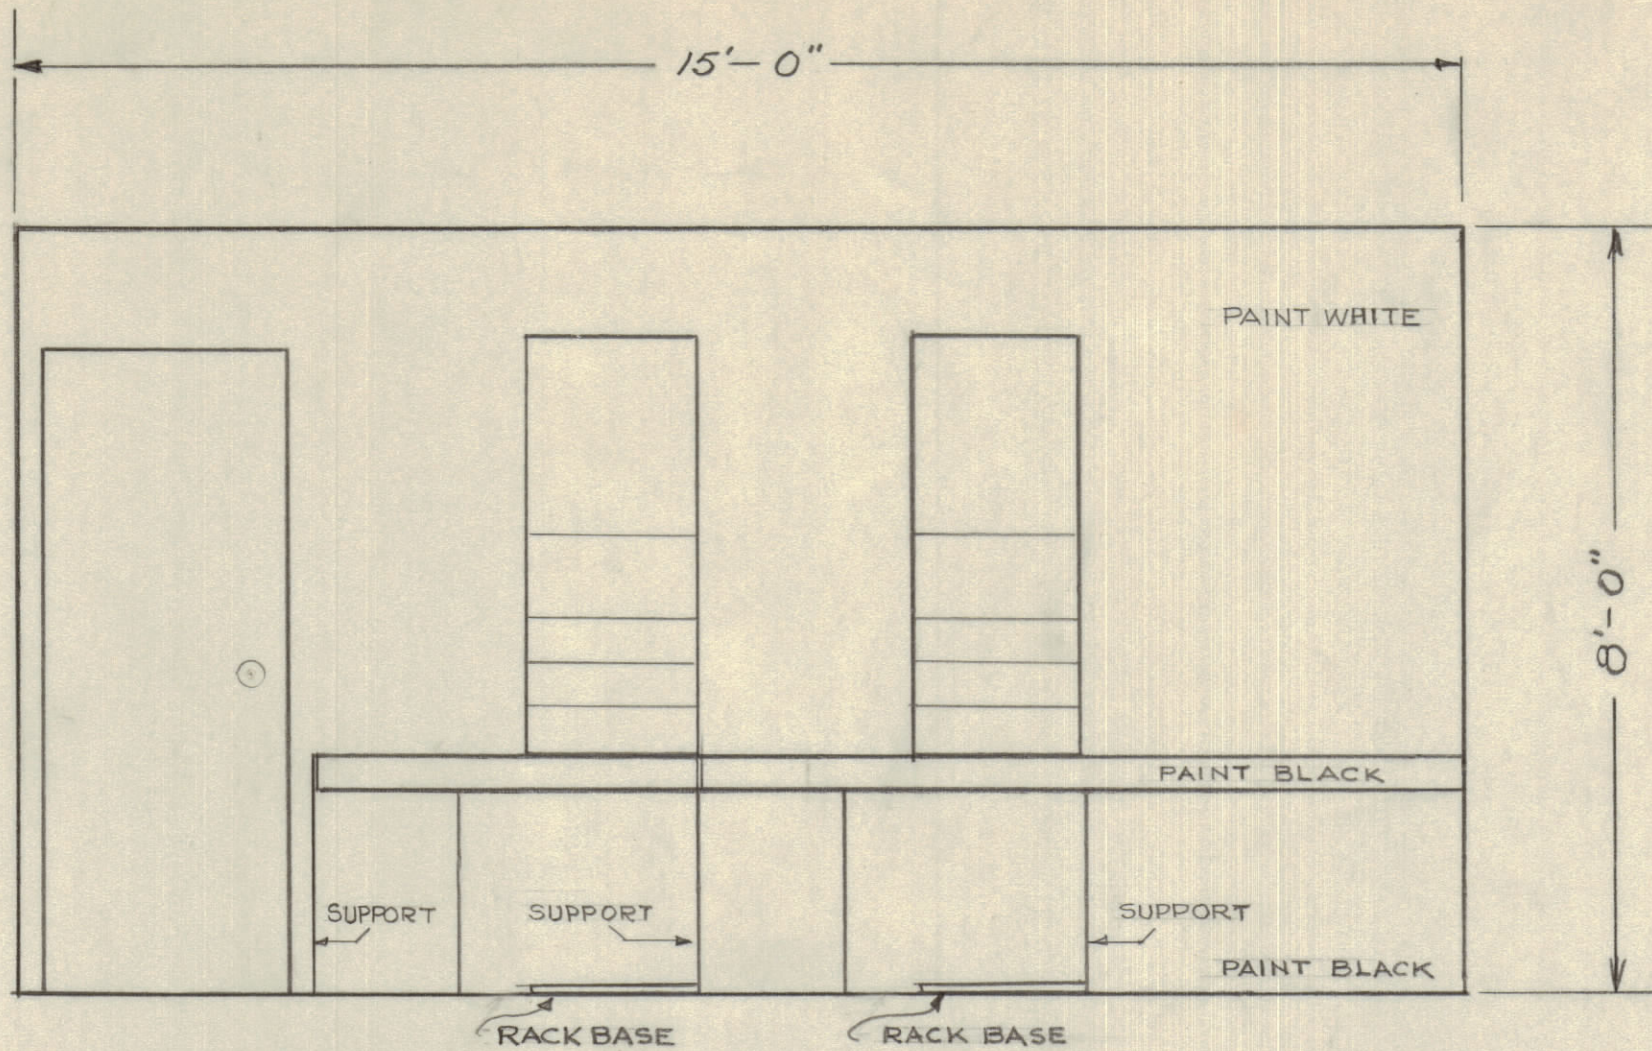 15'-0"
PAINT WHITE
8'-0"
PAINT BLACK
SUPPORT
SUPPORT
SUPPORT
PAINT BLACK
RACK BASE
RACK BASE